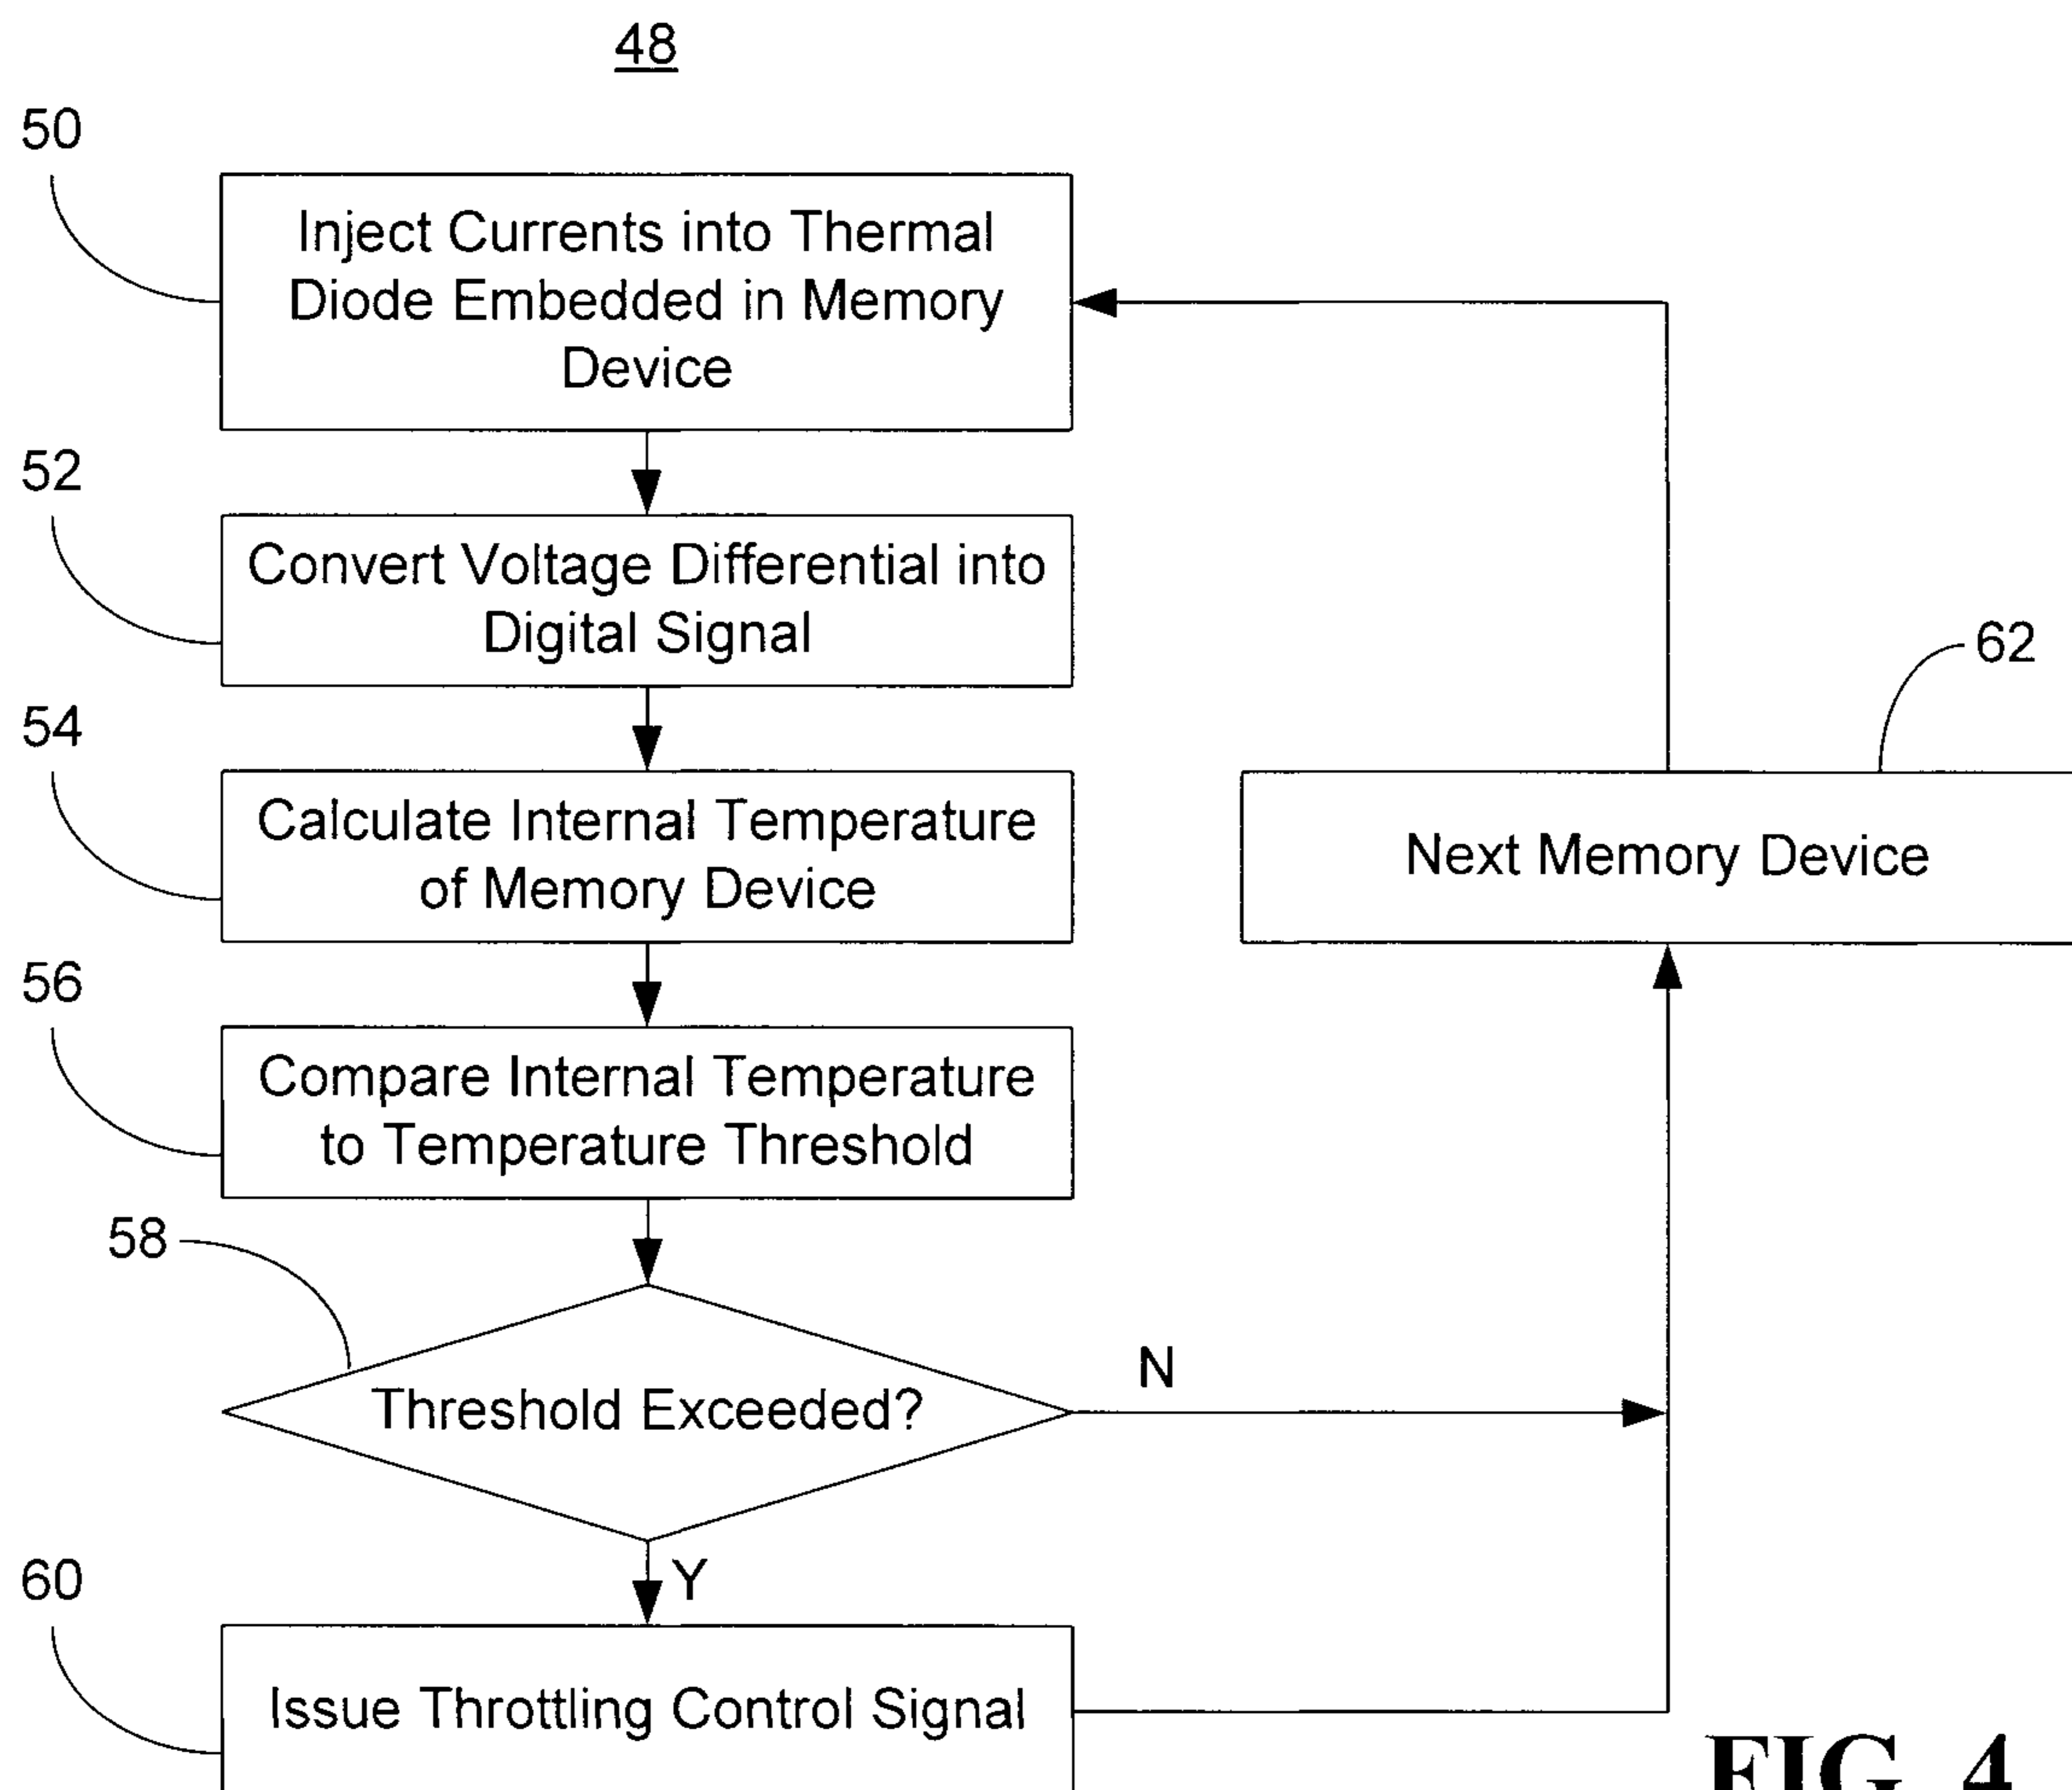 48
50
Inject Currents into Thermal
Diode Embedded in Memory
Device
52
Convert Voltage Differential into
Digital Signal
62
54
Calculate Internal Temperature
of Memory Device
Next Memory Device
56
Compare Internal Temperature
to Temperature Threshold
58
Threshold Exceeded?
N
Y
60
Issue Throttling Control Signal
FIG. 4